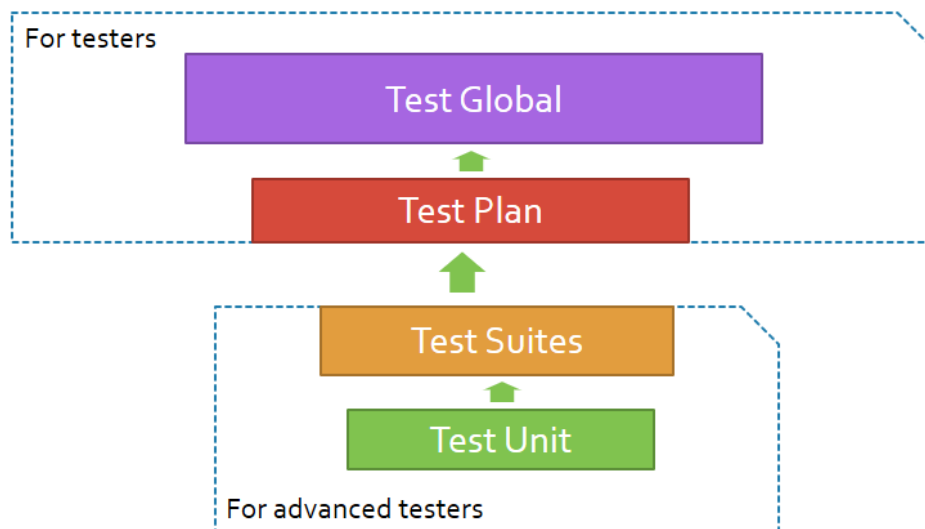 For testers
Test Global
Test Plan
Test Suites
Test Unit
For advanced testers